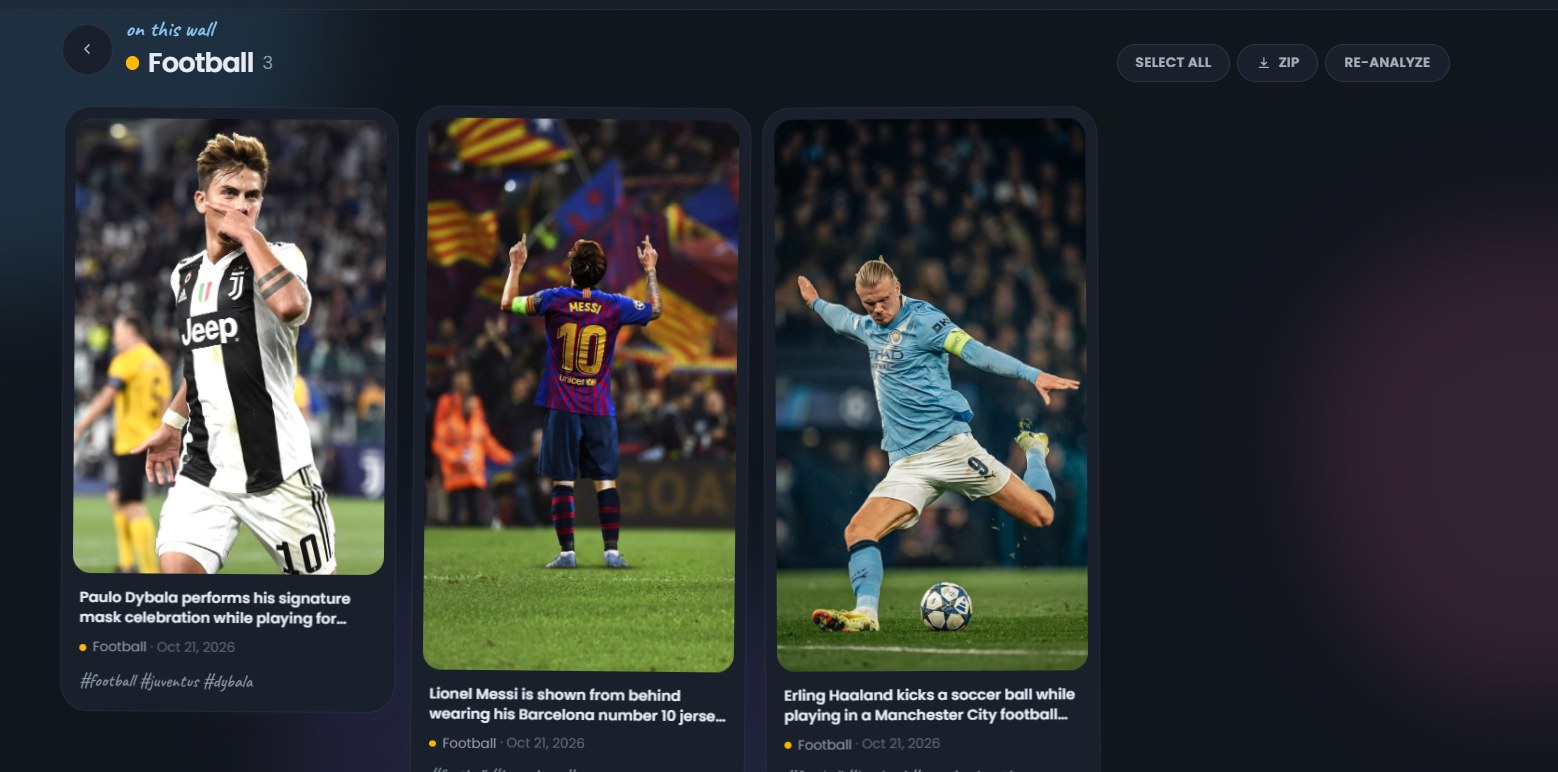 on this wall
Football 3
SELECT ALL
ZIP
RE-ANALYZE
Jeep
10
MESSI
10
unicef
GOA
9
Paulo Dybala performs his signature
mask celebration while playing for...
Football · Oct 21, 2026
#football #juventus #dybala
Lionel Messi is shown from behind
wearing his Barcelona number 10 jerse...
Football · Oct 21, 2026
Erling Haaland kicks a soccer ball while
playing in a Manchester City football...
Football · Oct 21, 2026